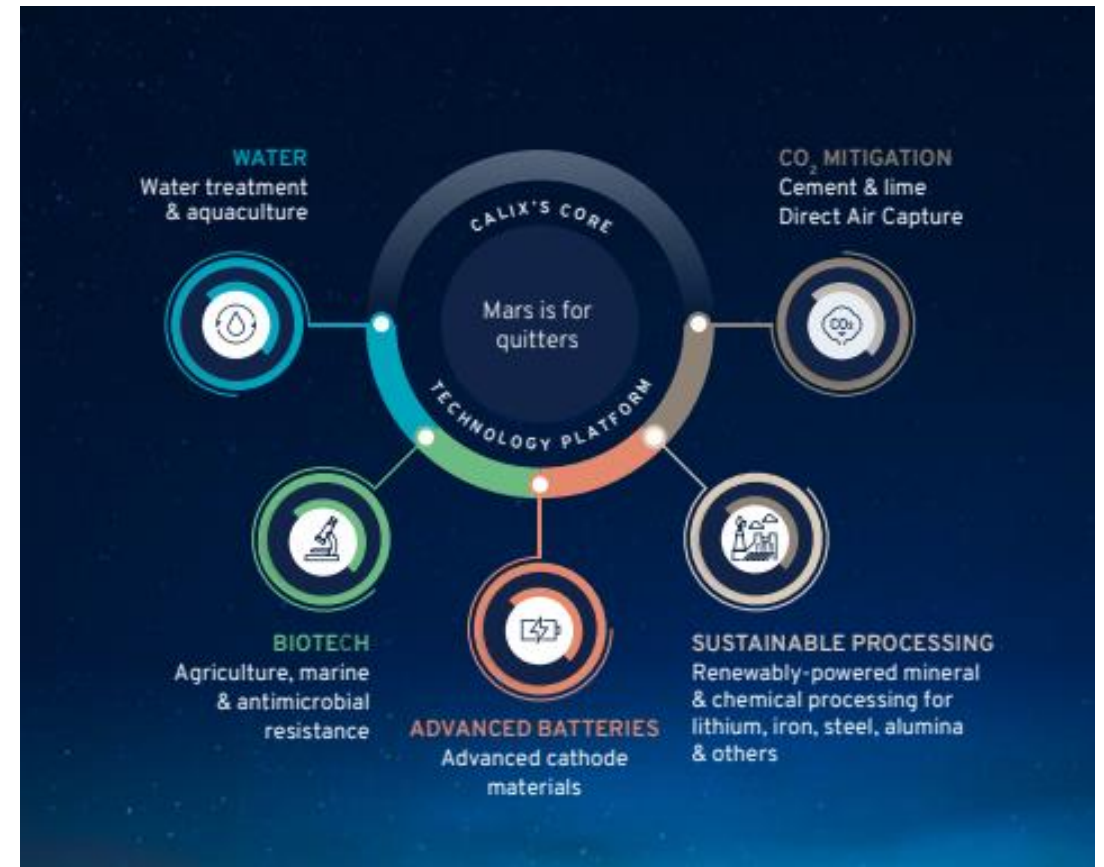 WATER
Water treatment
& aquaculture
CO₂ MITIGATION
Cement & lime
Direct Air Capture
CALIX'S CORE
Mars is for
quitters
TECHNOLOGY PLATFORM
CO₂
BIOTECH
Agriculture, marine
& antimicrobial
resistance
ADVANCED BATTERIES
Advanced cathode
materials
SUSTAINABLE PROCESSING
Renewably-powered mineral
& chemical processing for
lithium, iron, steel, alumina
& others